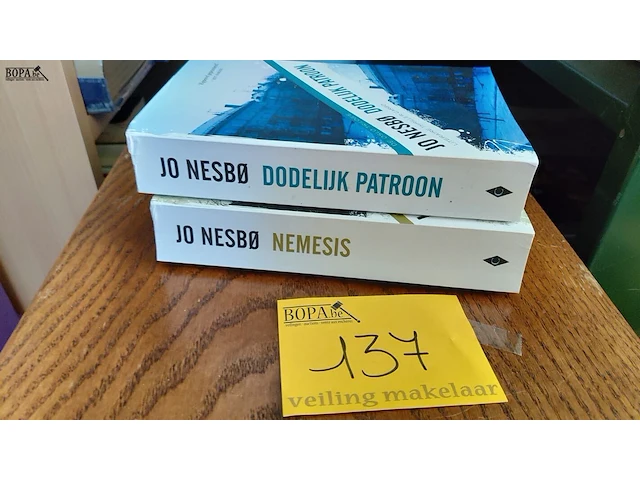 BOPA.be
JO NESBØ DODELIJK PATROON
JO NESBØ DODELIJK PATROON
JO NESBØ NEMESIS
BOPA.be
137
veiling makelaar